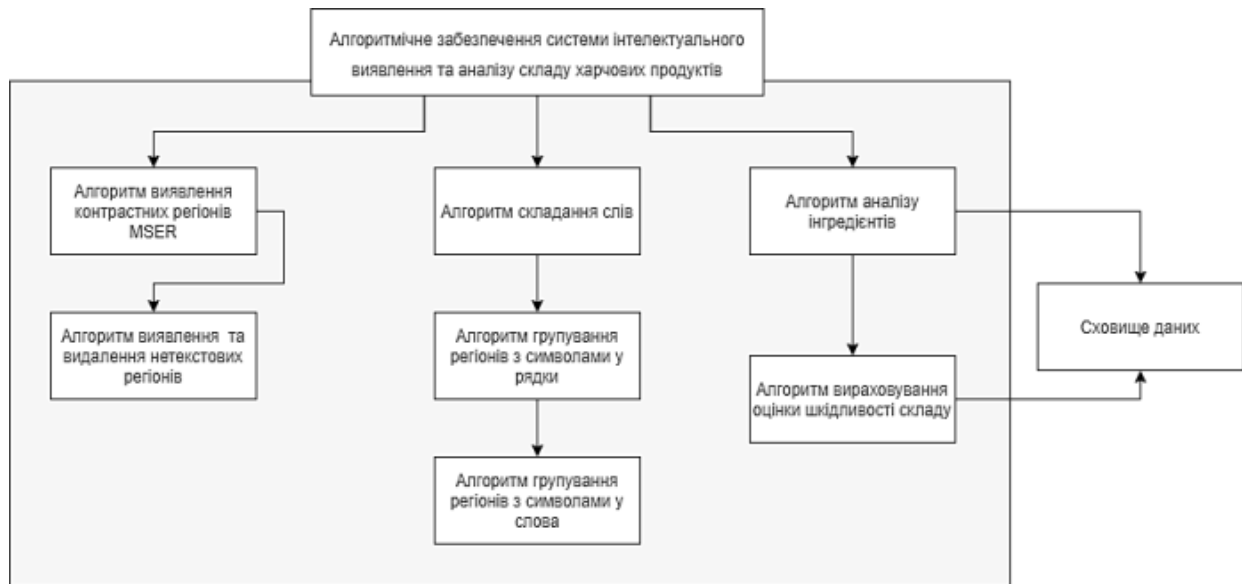 Алгоритмічне забезпечення системи інтелектуального
виявлення та аналізу складу харчових продуктів
Алгоритм виявлення
контрастних регіонів
MSER
Алгоритм складання слів
Алгоритм аналізу
інгредієнтів
Алгоритм виявлення та
видалення нетекстових
регіонів
Алгоритм групування
регіонів з символами у
рядки
Сховище даних
Алгоритм вираховування
оцінки шкідливості складу
Алгоритм групування
регіонів з символами у
слова